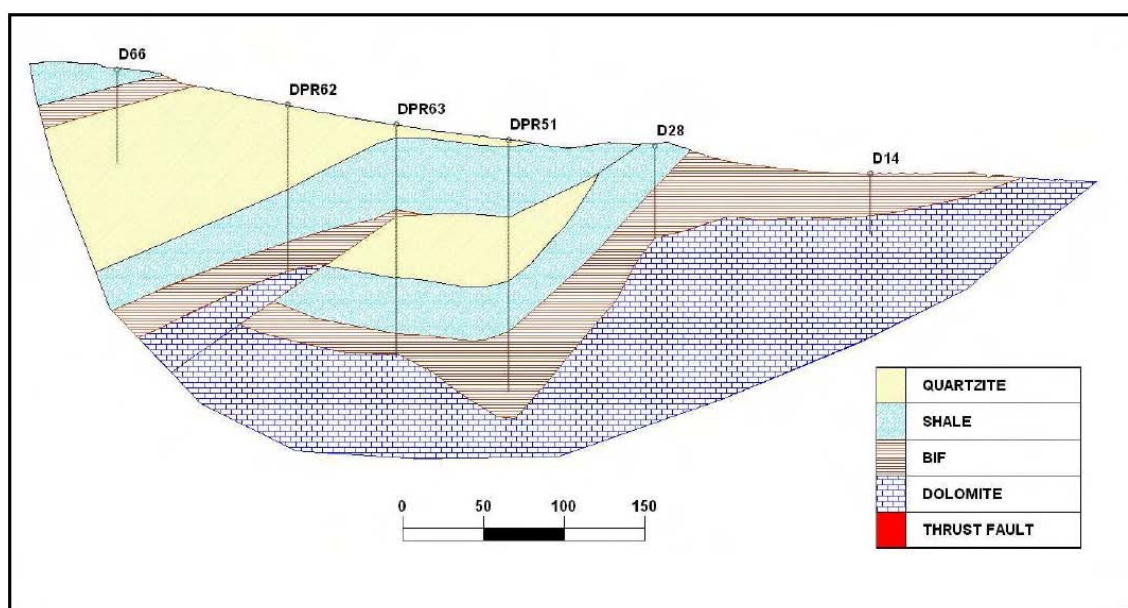 D66
DPR62
DPR63
DPR51
D28
D14
QUARTZITE
SHALE
BIF
DOLOMITE
THRUST FAULT
0 50 100 150